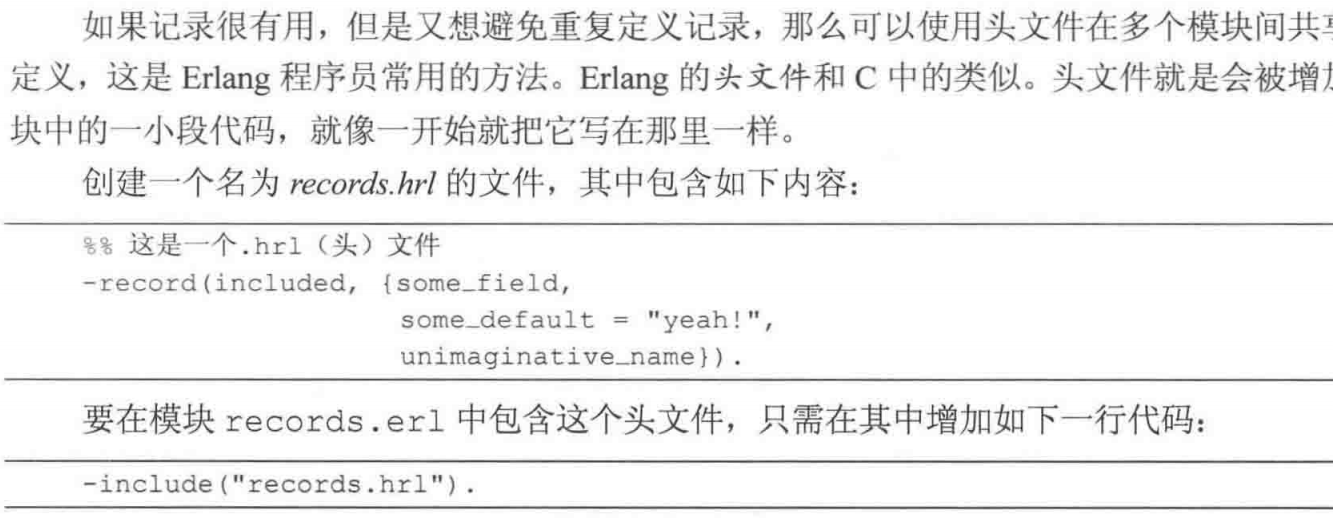 如果记录很有用，但是又想避免重复定义记录，那么可以使用头文件在多个模块间共享
定义，这是 Erlang 程序员常用的方法。Erlang 的头文件和 C 中的类似。头文件就是会被增加
块中的一小段代码，就像一开始就把它写在那里一样。
创建一个名为 records.hrl 的文件，其中包含如下内容：
%% 这是一个.hrl（头）文件
-record(included, {some_field,
some_default = "yeah!",
unimaginative_name}).
要在模块 records.erl 中包含这个头文件，只需在其中增加如下一行代码：
-include("records.hrl").